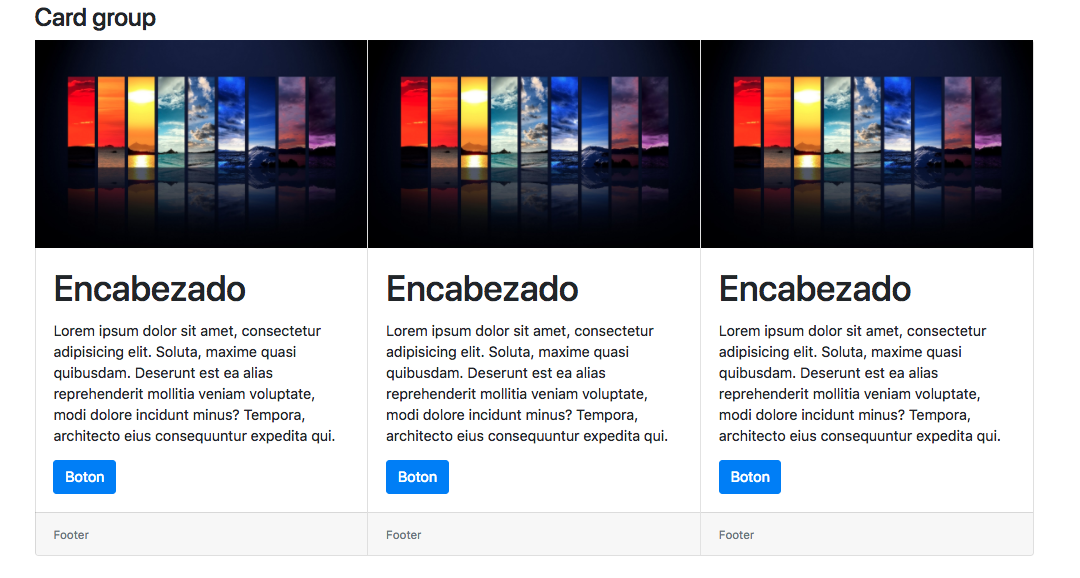 Card group
Encabezado
Lorem ipsum dolor sit amet, consectetur
adipisicing elit. Soluta, maxime quasi
quibusdam. Deserunt est ea alias
reprehenderit mollitia veniam voluptate,
modi dolore incidunt minus? Tempora,
architecto eius consequuntur expedita qui.
Boton
Footer
Encabezado
Lorem ipsum dolor sit amet, consectetur
adipisicing elit. Soluta, maxime quasi
quibusdam. Deserunt est ea alias
reprehenderit mollitia veniam voluptate,
modi dolore incidunt minus? Tempora,
architecto eius consequuntur expedita qui.
Boton
Footer
Encabezado
Lorem ipsum dolor sit amet, consectetur
adipisicing elit. Soluta, maxime quasi
quibusdam. Deserunt est ea alias
reprehenderit mollitia veniam voluptate,
modi dolore incidunt minus? Tempora,
architecto eius consequuntur expedita qui.
Boton
Footer